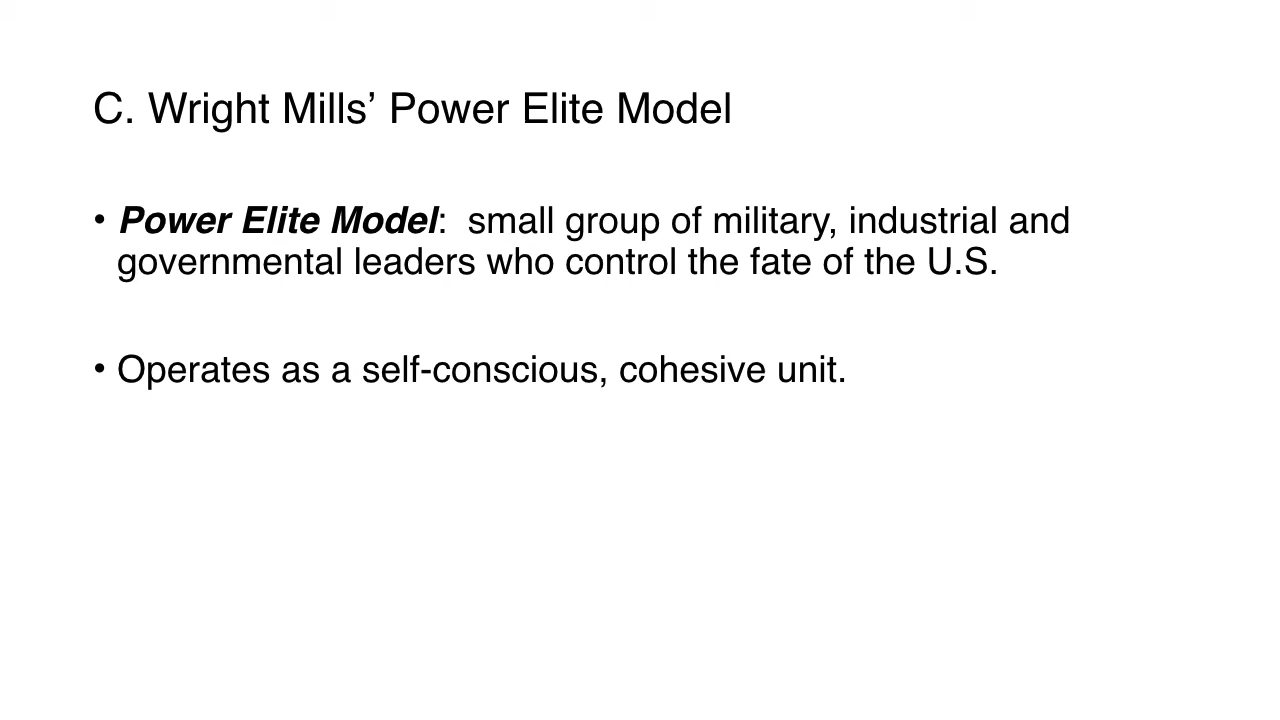 C. Wright Mills’ Power Elite Model
• Power Elite Model:  small group of military, industrial and
governmental leaders who control the fate of the U.S.
• Operates as a self-conscious, cohesive unit.